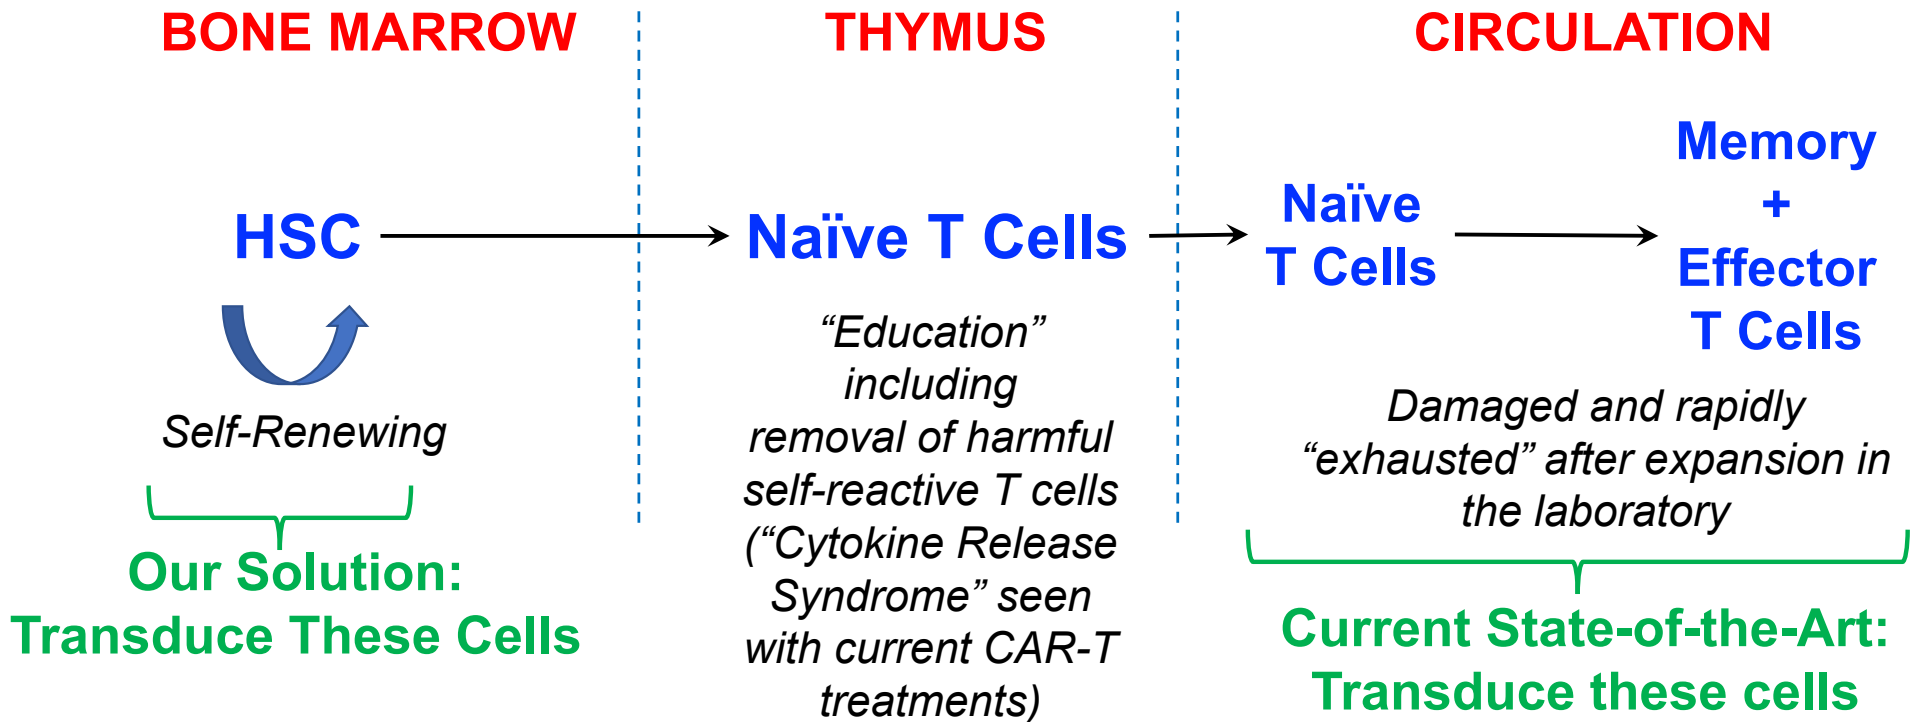 BONE MARROW
THYMUS
CIRCULATION
HSC
Self-Renewing
Our Solution:
Transduce These Cells
Naïve T Cells
“Education”
including
removal of harmful
self-reactive T cells
(“Cytokine Release
Syndrome” seen
with current CAR-T
treatments)
Naïve
T Cells
Memory
+
Effector
T Cells
Damaged and rapidly
“exhausted” after expansion in
the laboratory
Current State-of-the-Art:
Transduce these cells